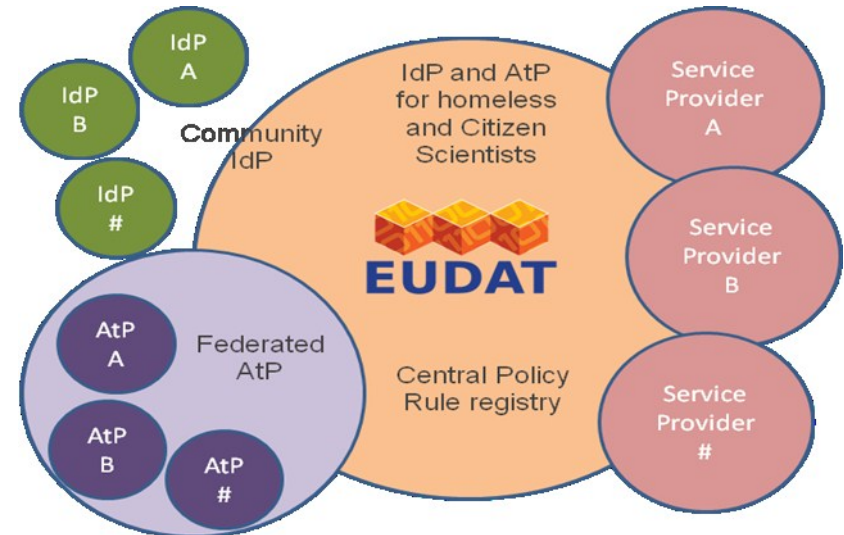 IdP
A
IdP
B
IdP
#
Community
IdP
IdP and AtP
for homeless
and Citizen
Scientists
EUDAT
Central Policy
Rule registry
Federated
AtP
AtP
A
AtP
B
AtP
#
Service
Provider
A
Service
Provider
B
Service
Provider
#